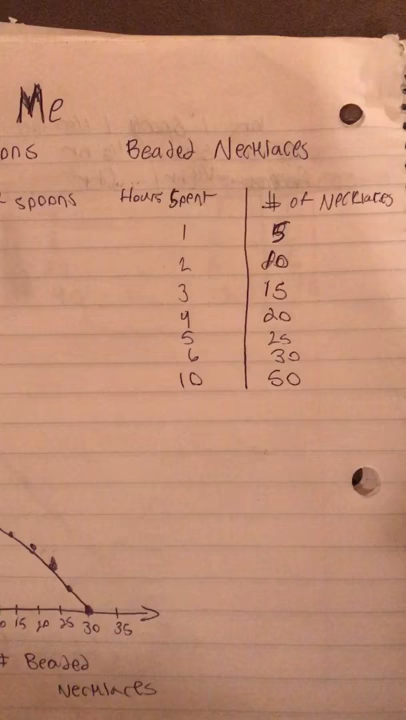 Me
ons Beaded Necklaces
spoons Hours Spent # of Necklaces
1 5
2 10
3 15
4 20
5 25
6 30
10 50
15 20 25 30 35
# Beaded
Necklaces